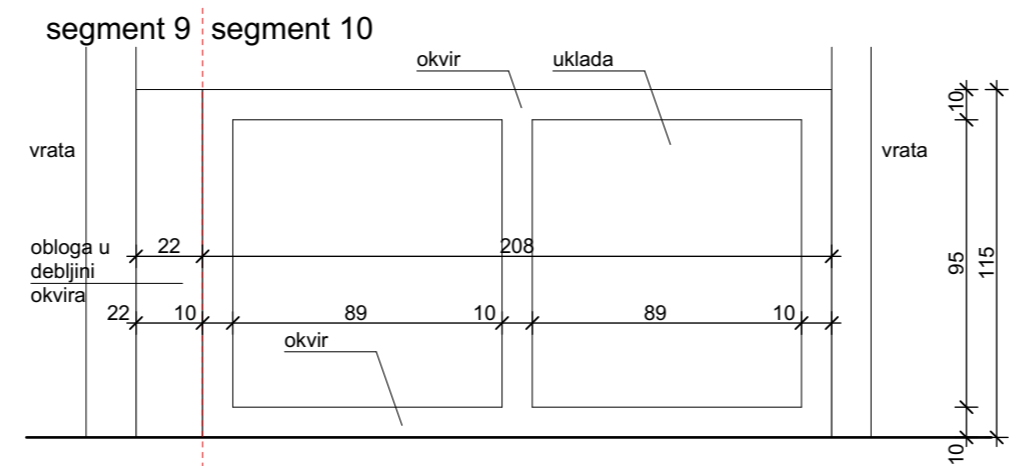 segment 9 segment 10
okvir
uklada
10
vrata
vrata
obloga u
debljini
okvira
22
208
95
115
22
10
89
10
89
10
okvir
10